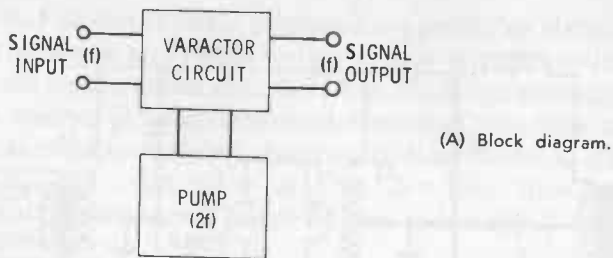 SIGNAL INPUT (f)
VARACTOR CIRCUIT
(f) SIGNAL OUTPUT
(A) Block diagram.
PUMP
(2f)